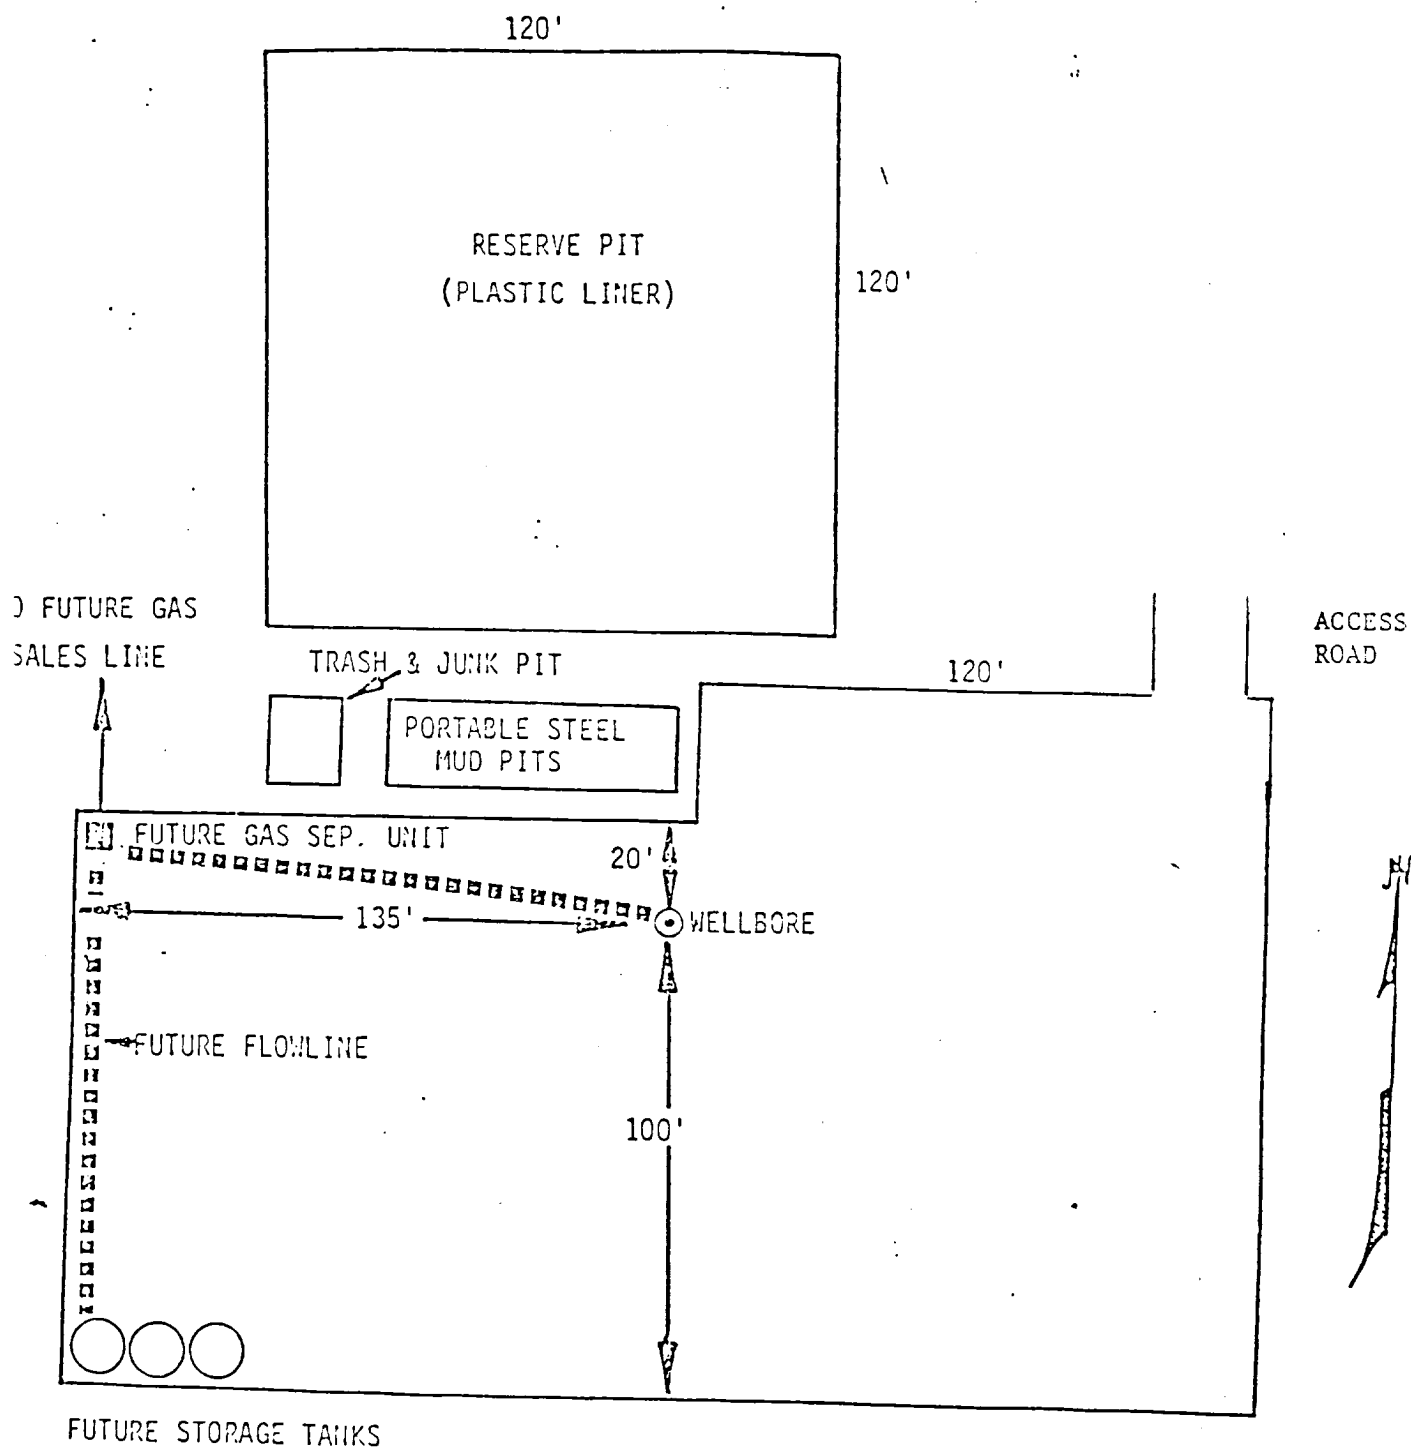 120'
RESERVE PIT
(PLASTIC LINER)
120'
O FUTURE GAS
SALES LINE
TRASH & JUNK PIT
ACCESS
ROAD
120'
PORTABLE STEEL
MUD PITS
FUTURE GAS SEP. UNIT
20'
135'
WELLBORE
N
FUTURE FLOWLINE
100'
FUTURE STORAGE TANKS